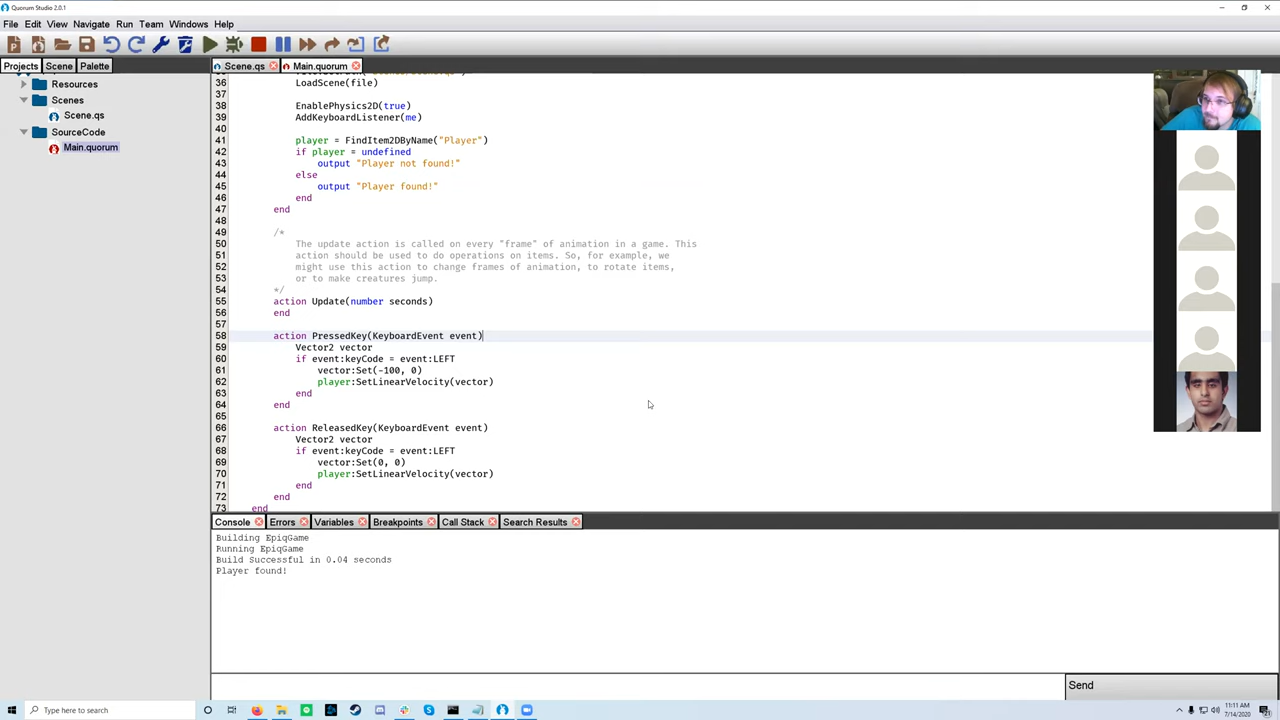 Quorum Studio 2.0.1
File Edit View Navigate Run Team Windows Help
Projects Scene Palette
Scene.qs Main.quorum
Resources
Scenes
Scene.qs
SourceCode
Main.quorum
36 LoadScene(file)
37
38 EnablePhysics2D(true)
39 AddKeyboardListener(me)
40
41 player = FindItem2DByName("Player")
42 if player = undefined
43 output "Player not found!"
44 else
45 output "Player found!"
46 end
47 end
48
49 /*
50 The update action is called on every "frame" of animation in a game. This
51 action should be used to do operations on items. So, for example, we
52 might use this action to change frames of animation, to rotate items,
53 or to make creatures jump.
54 */
55 action Update(number seconds)
56 end
57
58 action PressedKey(KeyboardEvent event)
59 Vector2 vector
60 if event:keyCode = event:LEFT
61 vector:Set(-100, 0)
62 player:SetLinearVelocity(vector)
63 end
64 end
65
66 action ReleasedKey(KeyboardEvent event)
67 Vector2 vector
68 if event:keyCode = event:LEFT
69 vector:Set(0, 0)
70 player:SetLinearVelocity(vector)
71 end
72 end
73 end
Console Errors Variables Breakpoints Call Stack Search Results
Building EpiqGame
Running EpiqGame
Build Successful in 0.04 seconds
Player found!
Send
Type here to search
11:11 AM
7/14/2020